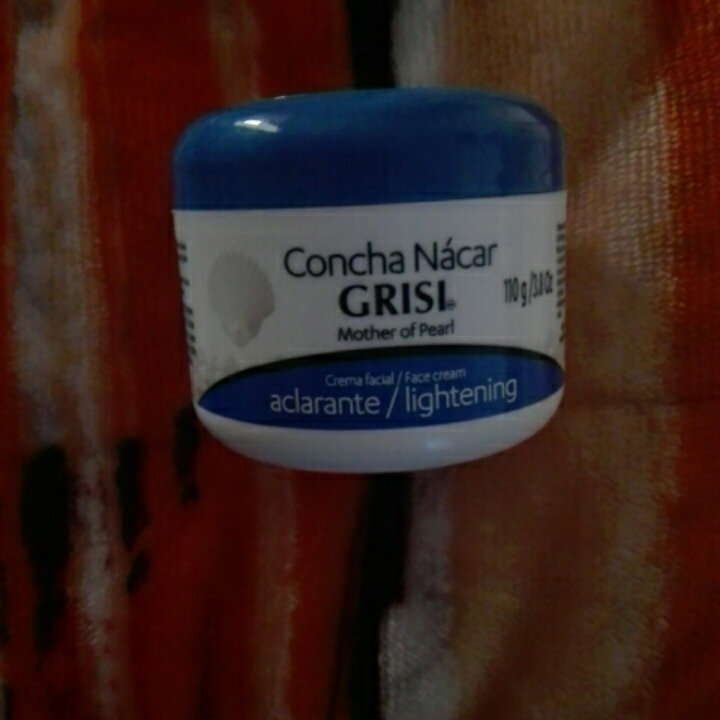 Concha Nácar
GRISI®
Mother of Pearl
110 g/3.8 Oz
Crema facial / Face cream
aclarante / lightening